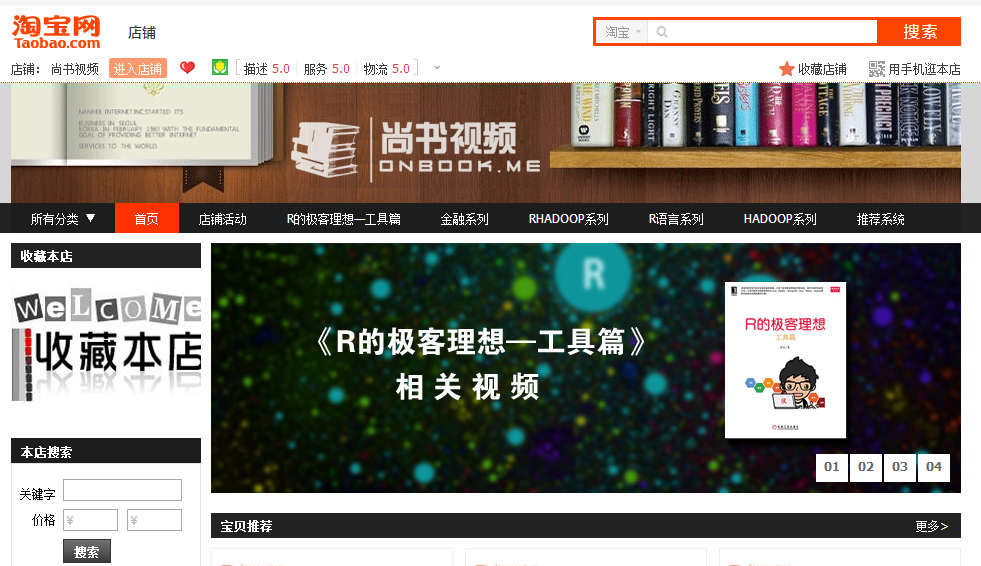 淘宝网
Taobao.com
店铺
淘宝
搜索
店铺： 尚书视频 进入店铺 描述 5.0 服务 5.0 物流 5.0
收藏店铺 用手机逛本店
NANHEE INTERNET.INC STARTED ITS
BUSINESS IN SEOUL
KOREA IN FEBRUARY 1983 WITH THE FUNDAMENTAL
GOAL OF PROVIDING BETTER INTERNET
SERVICES TO THE WORLD.
尚书视频
ONBOOK.ME
所有分类 首页 店铺活动 R的极客理想—工具篇 金融系列 RHADOOP系列 R语言系列 HADOOP系列 推荐系统
收藏本店
WELCOME
收藏本店
R
《R的极客理想—工具篇》
相关视频
R的极客理想
工具篇
01 02 03 04
本店搜索
关键字
价格 ¥ ¥
搜索
宝贝推荐 更多>